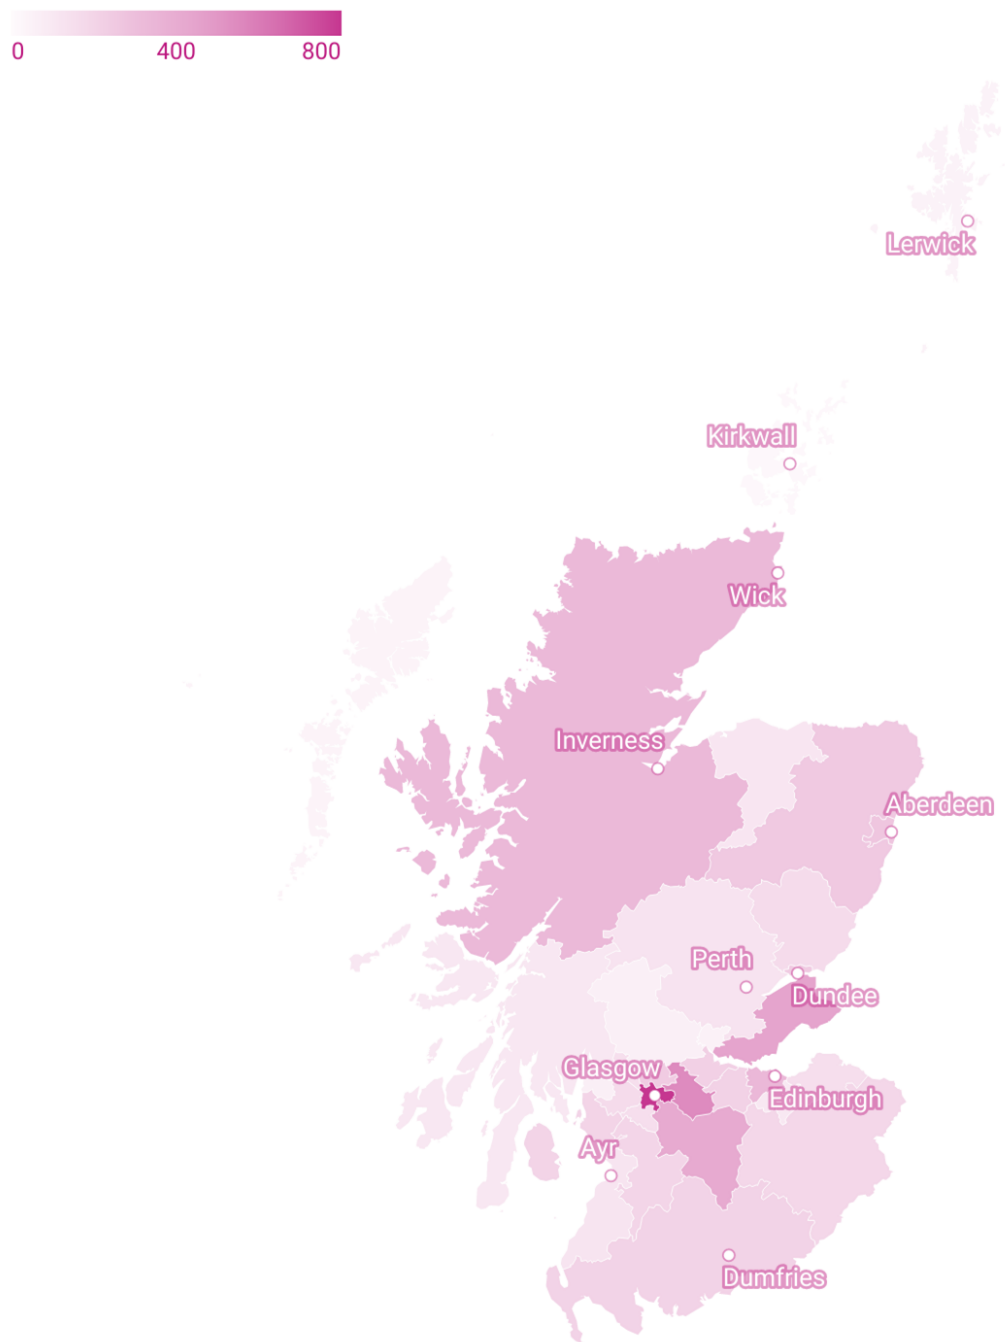 0 400 800
Lerwick
Kirkwall
Wick
Inverness
Aberdeen
Perth
Dundee
Glasgow
Edinburgh
Ayr
Dumfries